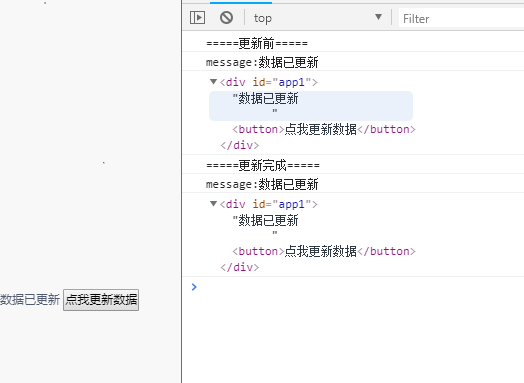 top
Filter
=====更新前=====
message:数据已更新
▼<div id="app1">
"数据已更新
"
<button>点我更新数据</button>
</div>
=====更新完成=====
message:数据已更新
▼<div id="app1">
"数据已更新
"
<button>点我更新数据</button>
</div>
数据已更新 点我更新数据